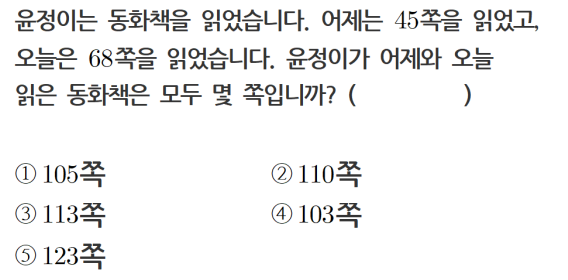 윤정이는 동화책을 읽었습니다. 어제는 45쪽을 읽었고,
오늘은 68쪽을 읽었습니다. 윤정이가 어제와 오늘
읽은 동화책은 모두 몇 쪽입니까? (          )
① 105쪽 ② 110쪽
③ 113쪽 ④ 103쪽
⑤ 123쪽